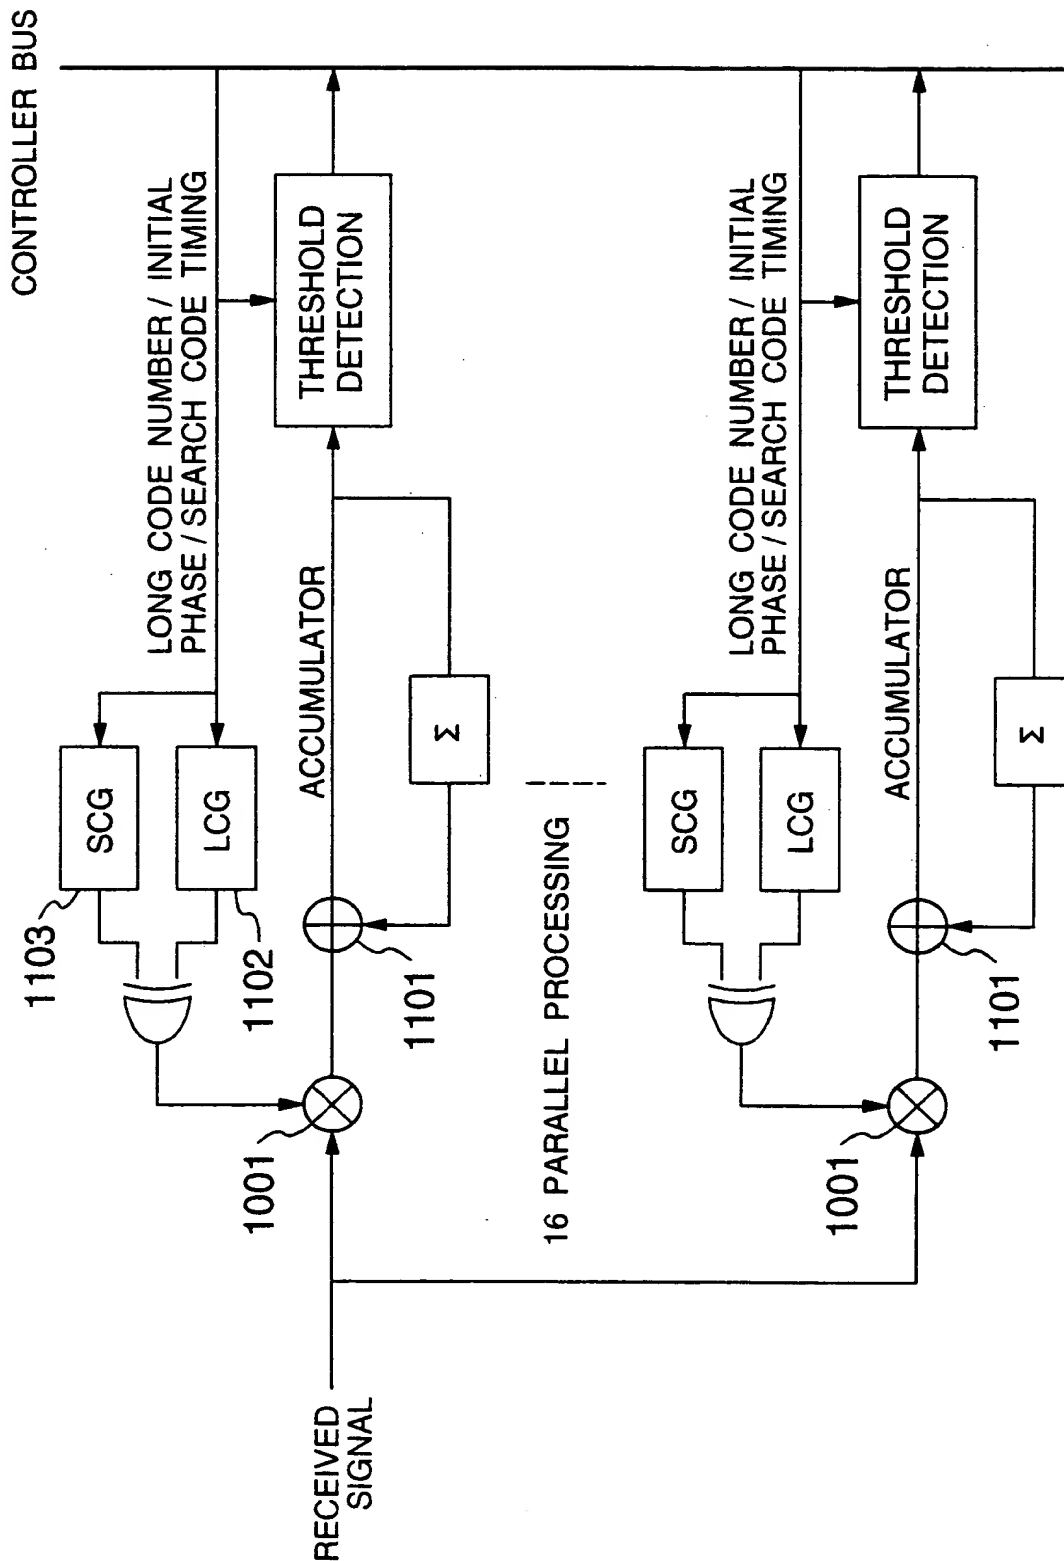 CONTROLLER BUS
LONG CODE NUMBER / INITIAL
PHASE / SEARCH CODE TIMING
1103
SCG
LCG
1102
ACCUMULATOR
THRESHOLD
DETECTION
Σ
1001
1101
RECEIVED
SIGNAL
16 PARALLEL PROCESSING
LONG CODE NUMBER / INITIAL
PHASE / SEARCH CODE TIMING
SCG
LCG
ACCUMULATOR
THRESHOLD
DETECTION
Σ
1001
1101